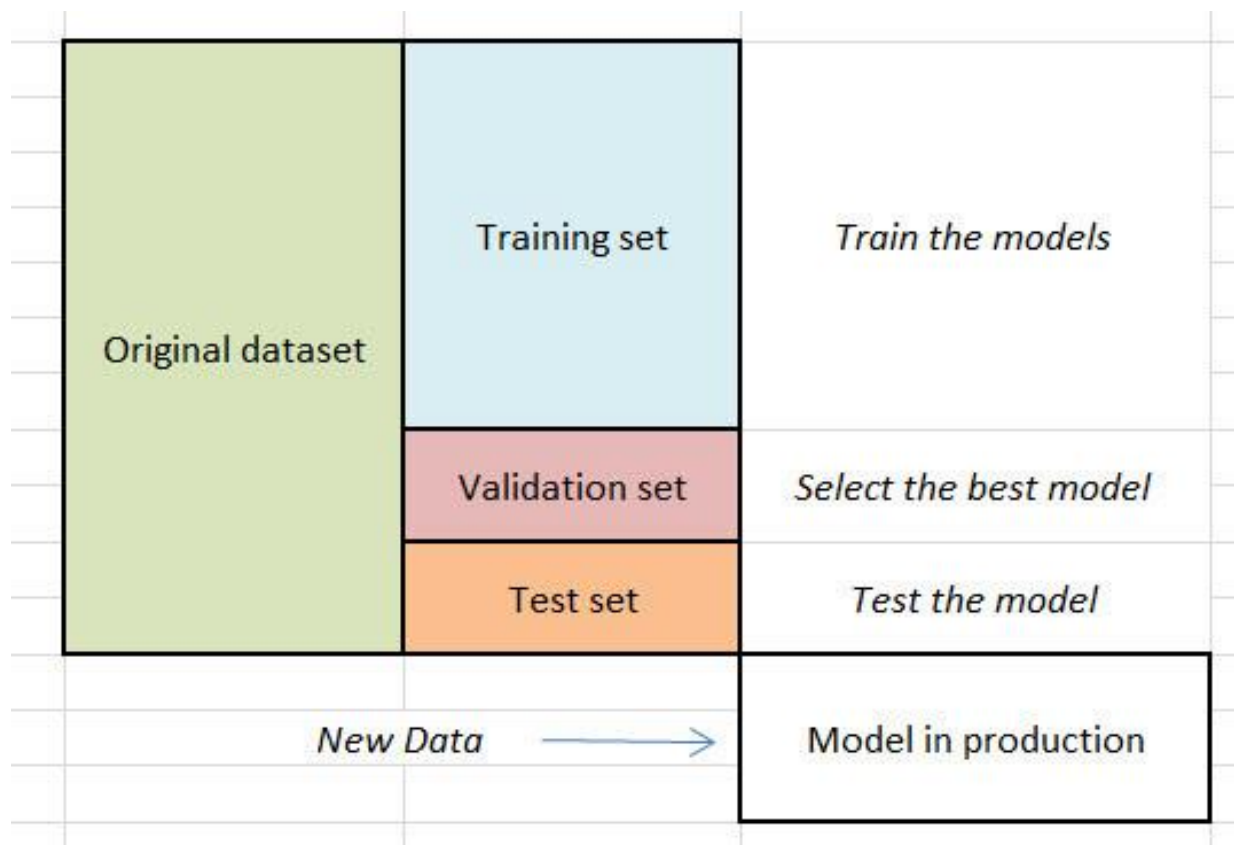 Training set
Train the models
Original dataset
Validation set
Select the best model
Test set
Test the model
New Data
Model in production